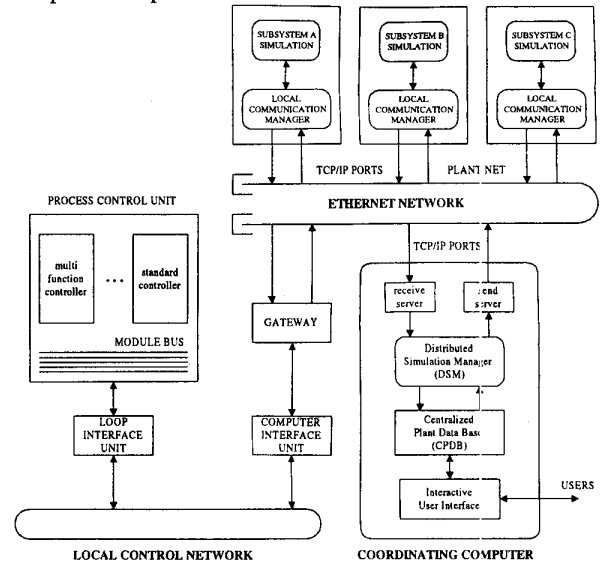 SUBSYSTEM A
SIMULATION
SUBSYSTEM B
SIMULATION
SUBSYSTEM C
SIMULATION
LOCAL
COMMUNICATION
MANAGER
LOCAL
COMMUNICATION
MANAGER
LOCAL
COMMUNICATION
MANAGER
TCP/IP PORTS
PLANT NET
ETHERNET NETWORK
PROCESS CONTROL UNIT
multi
function
controller
...
standard
controller
MODULE BUS
TCP/IP PORTS
receive
server
send
server
GATEWAY
Distributed
Simulation Manager
(DSM)
LOOP
INTERFACE
UNIT
COMPUTER
INTERFACE
UNIT
Centralized
Plant Data Base
(CPDB)
Interactive
User Interface
USERS
LOCAL CONTROL NETWORK
COORDINATING COMPUTER